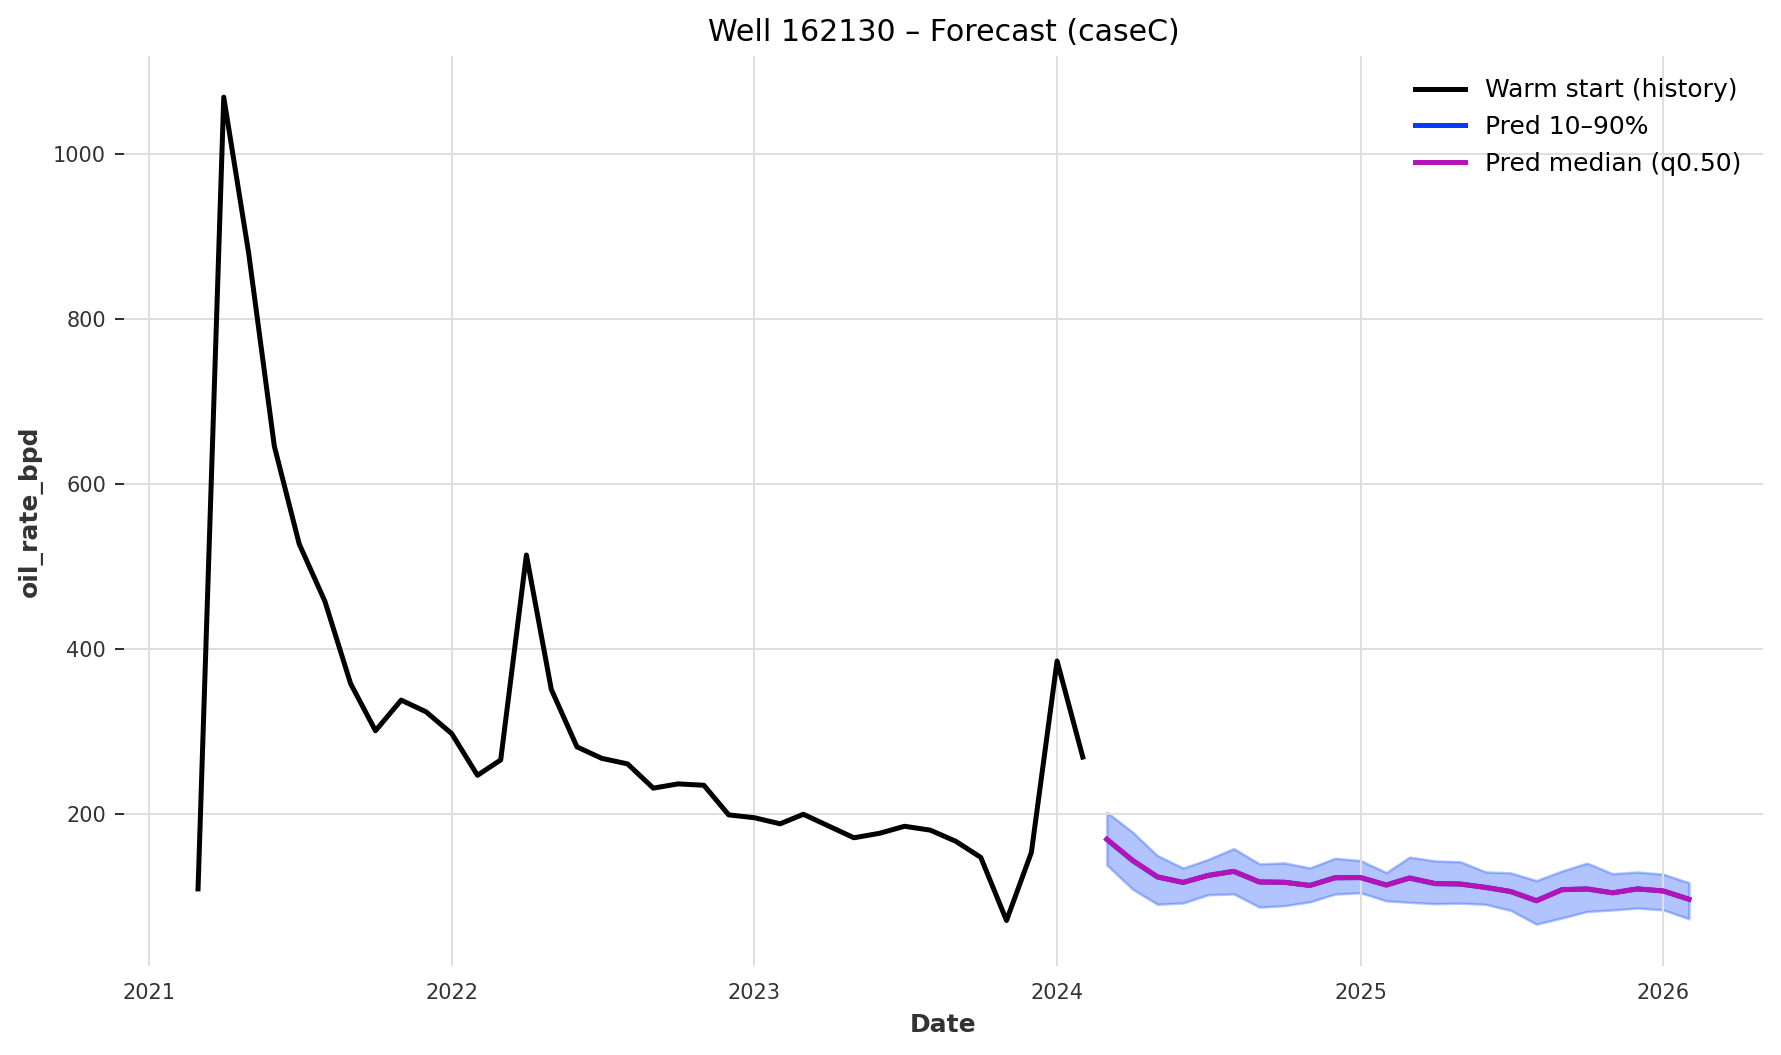 Well 162130 – Forecast (caseC)
Warm start (history)
Pred 10–90%
Pred median (q0.50)
oil_rate_bpd
1000
800
600
400
200
2021 2022 2023 2024 2025 2026
Date